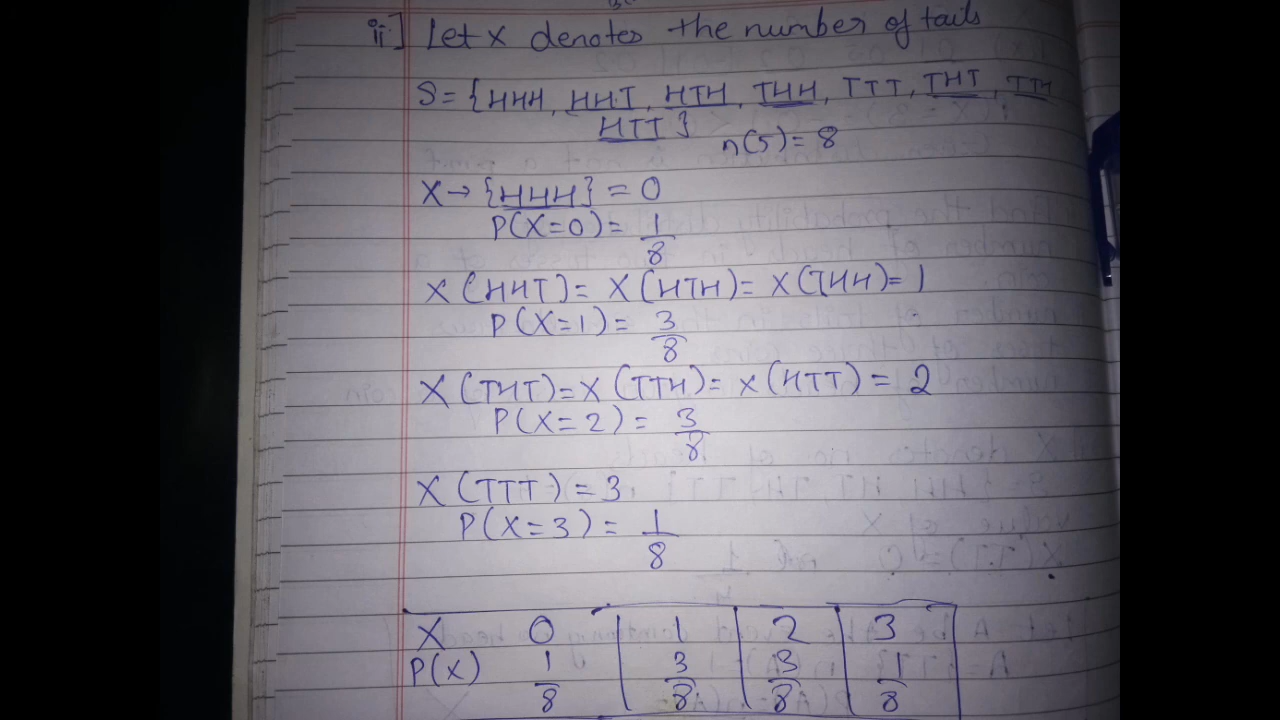 ii] Let X denotes the number of tails
S = {HHH, HHT, HTH, THH, TTT, THT, TTH
HTT}
n(S) = 8
X → {HHH} = 0
P(X=0) = 1/8
X(HHT) = X(HTH) = X(THH) = 1
P(X=1) = 3/8
X(THT) = X(TTH) = X(HTT) = 2
P(X=2) = 3/8
X(TTT) = 3
P(X=3) = 1/8
X 0 1 2 3
P(X) 1/8 3/8 3/8 1/8